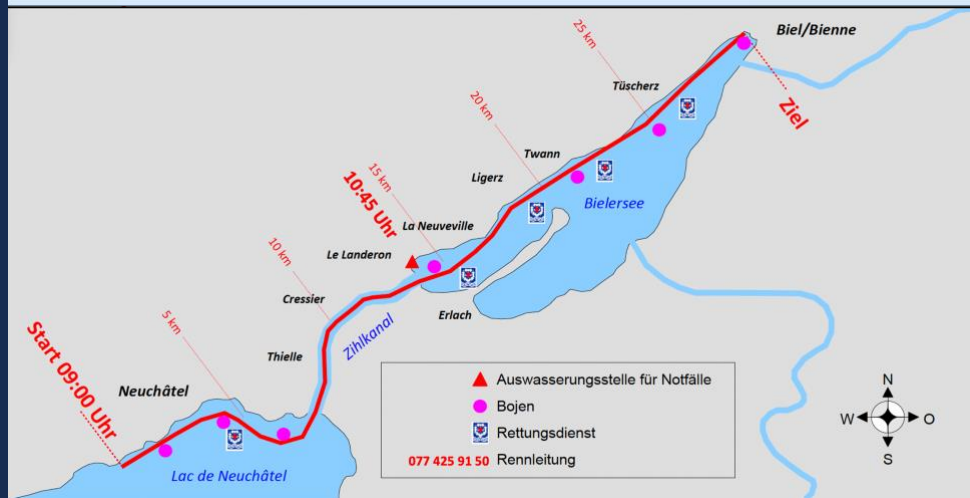 Biel/Bienne
25 km
Tüscherz
Ziel
20 km
Twann
15 km
Ligerz
10:45 Uhr
Bielersee
La Neuveville
Le Landeron
10 km
Cressier
Erlach
Zihlkanal
5 km
Thielle
Start 09:00 Uhr
Neuchâtel
Lac de Neuchâtel
Auswasserungsstelle für Notfälle
Bojen
Rettungsdienst
077 425 91 50 Rennleitung
N
W O
S